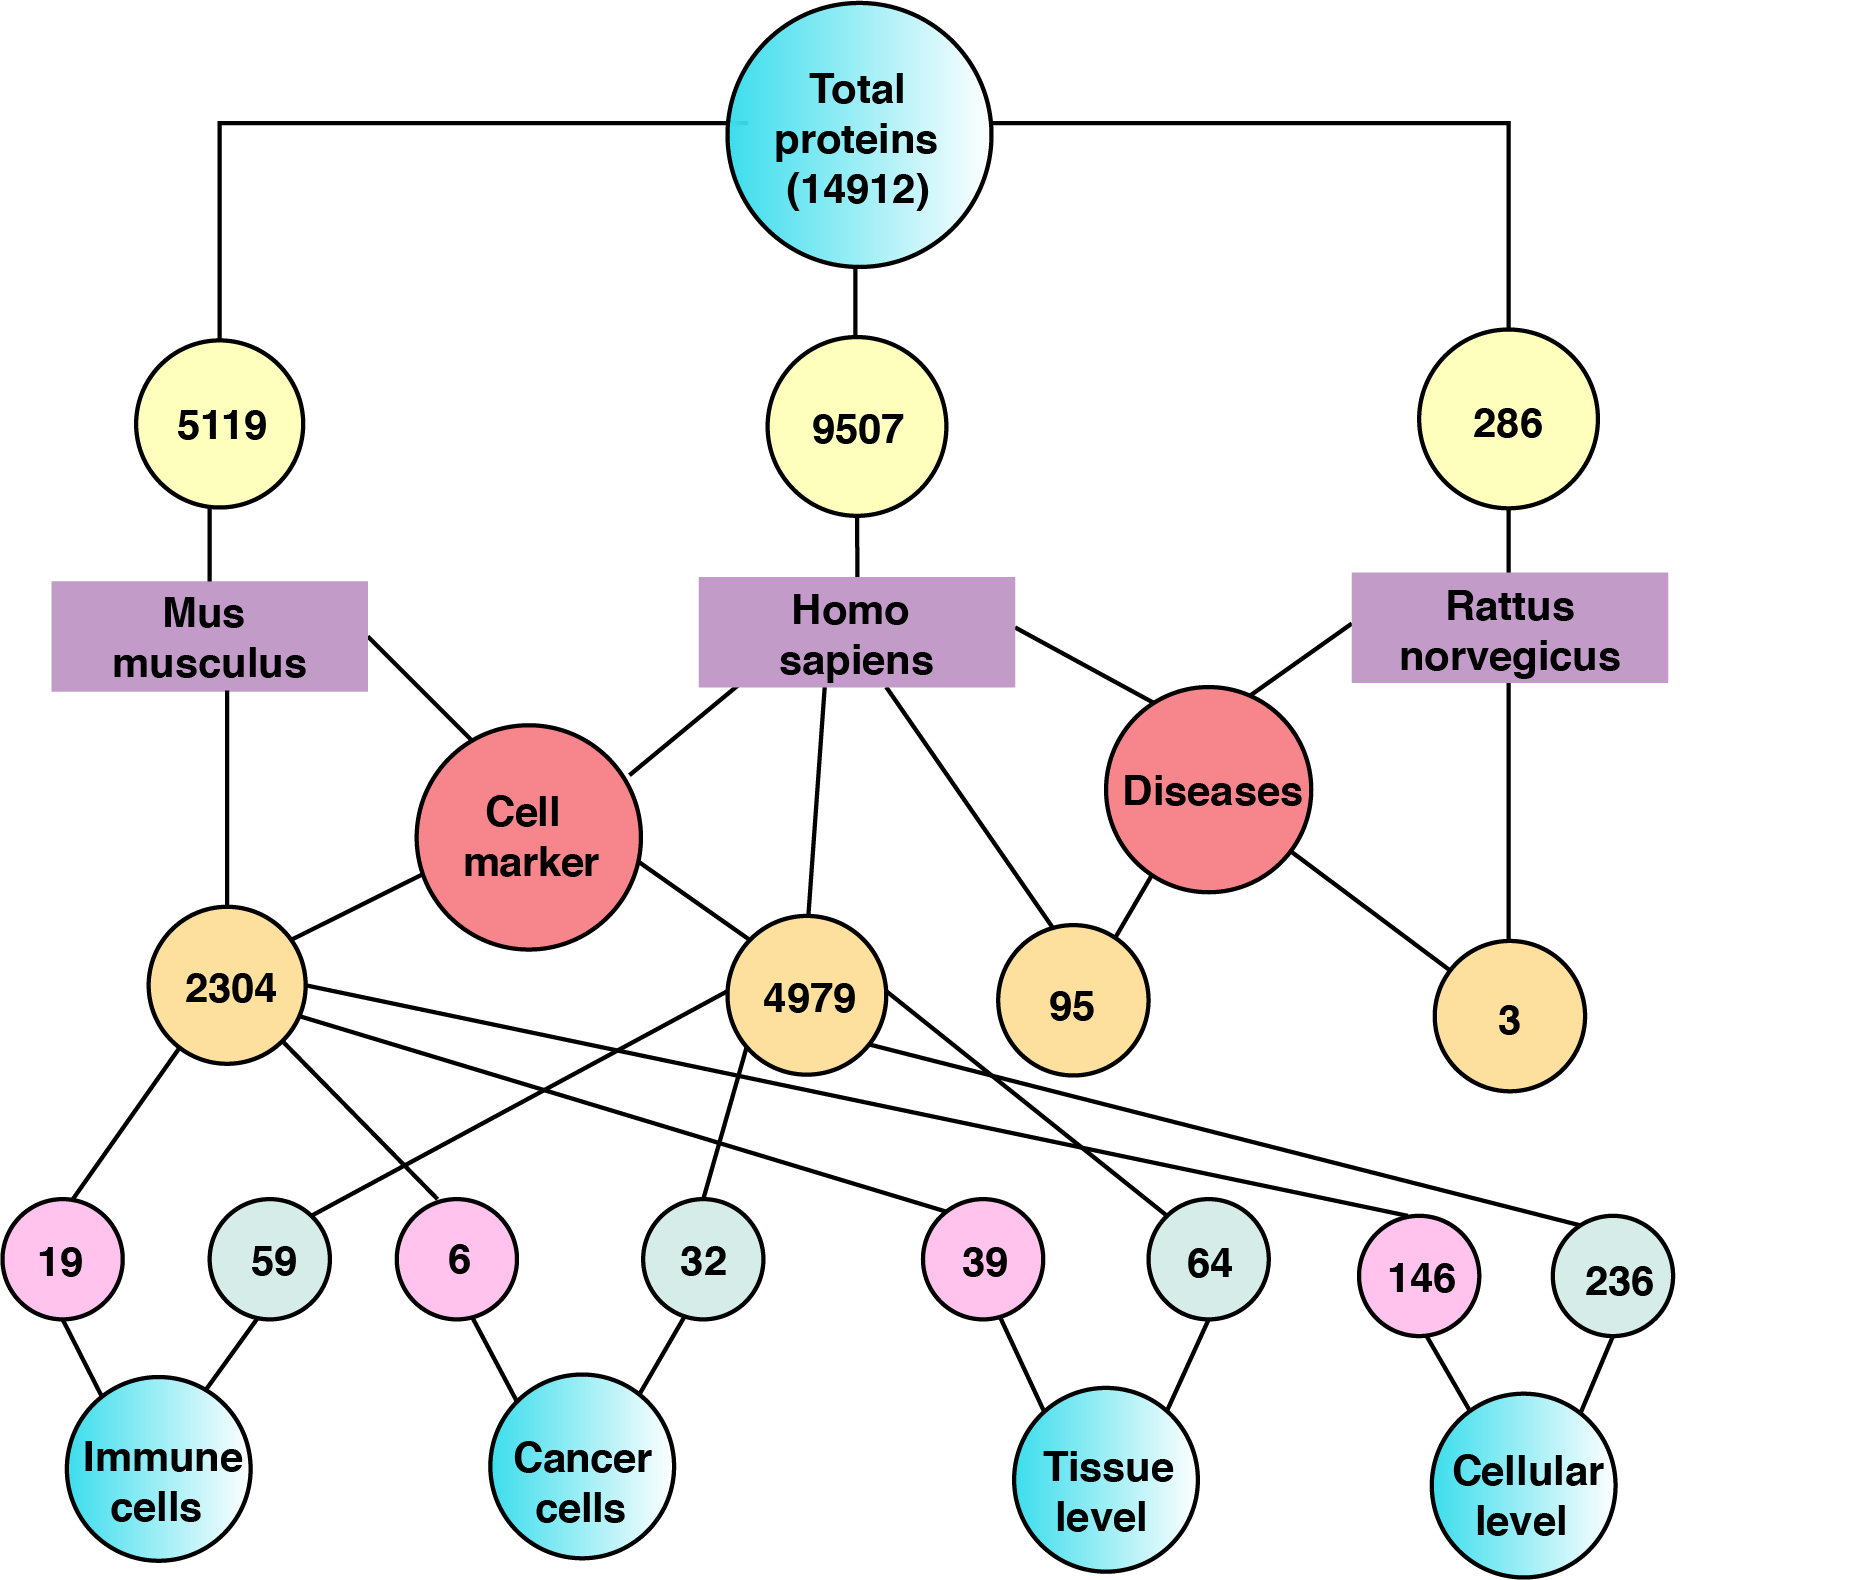 Total
proteins
(14912)
5119
9507
286
Mus
musculus
Homo
sapiens
Rattus
norvegicus
Cell
marker
Diseases
2304
4979
95
3
19
59
6
32
39
64
146
236
Immune
cells
Cancer
cells
Tissue
level
Cellular
level